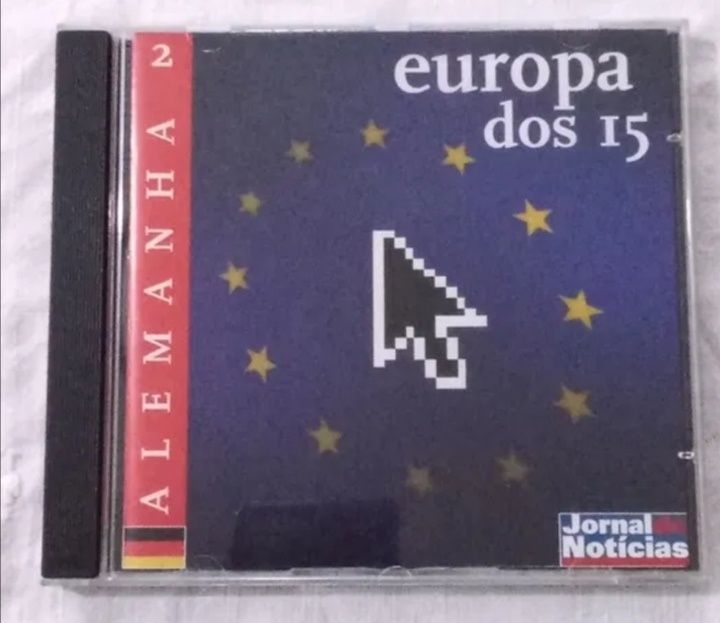 europa
dos 15
ALEMANHA 2
Jornal de
Notícias